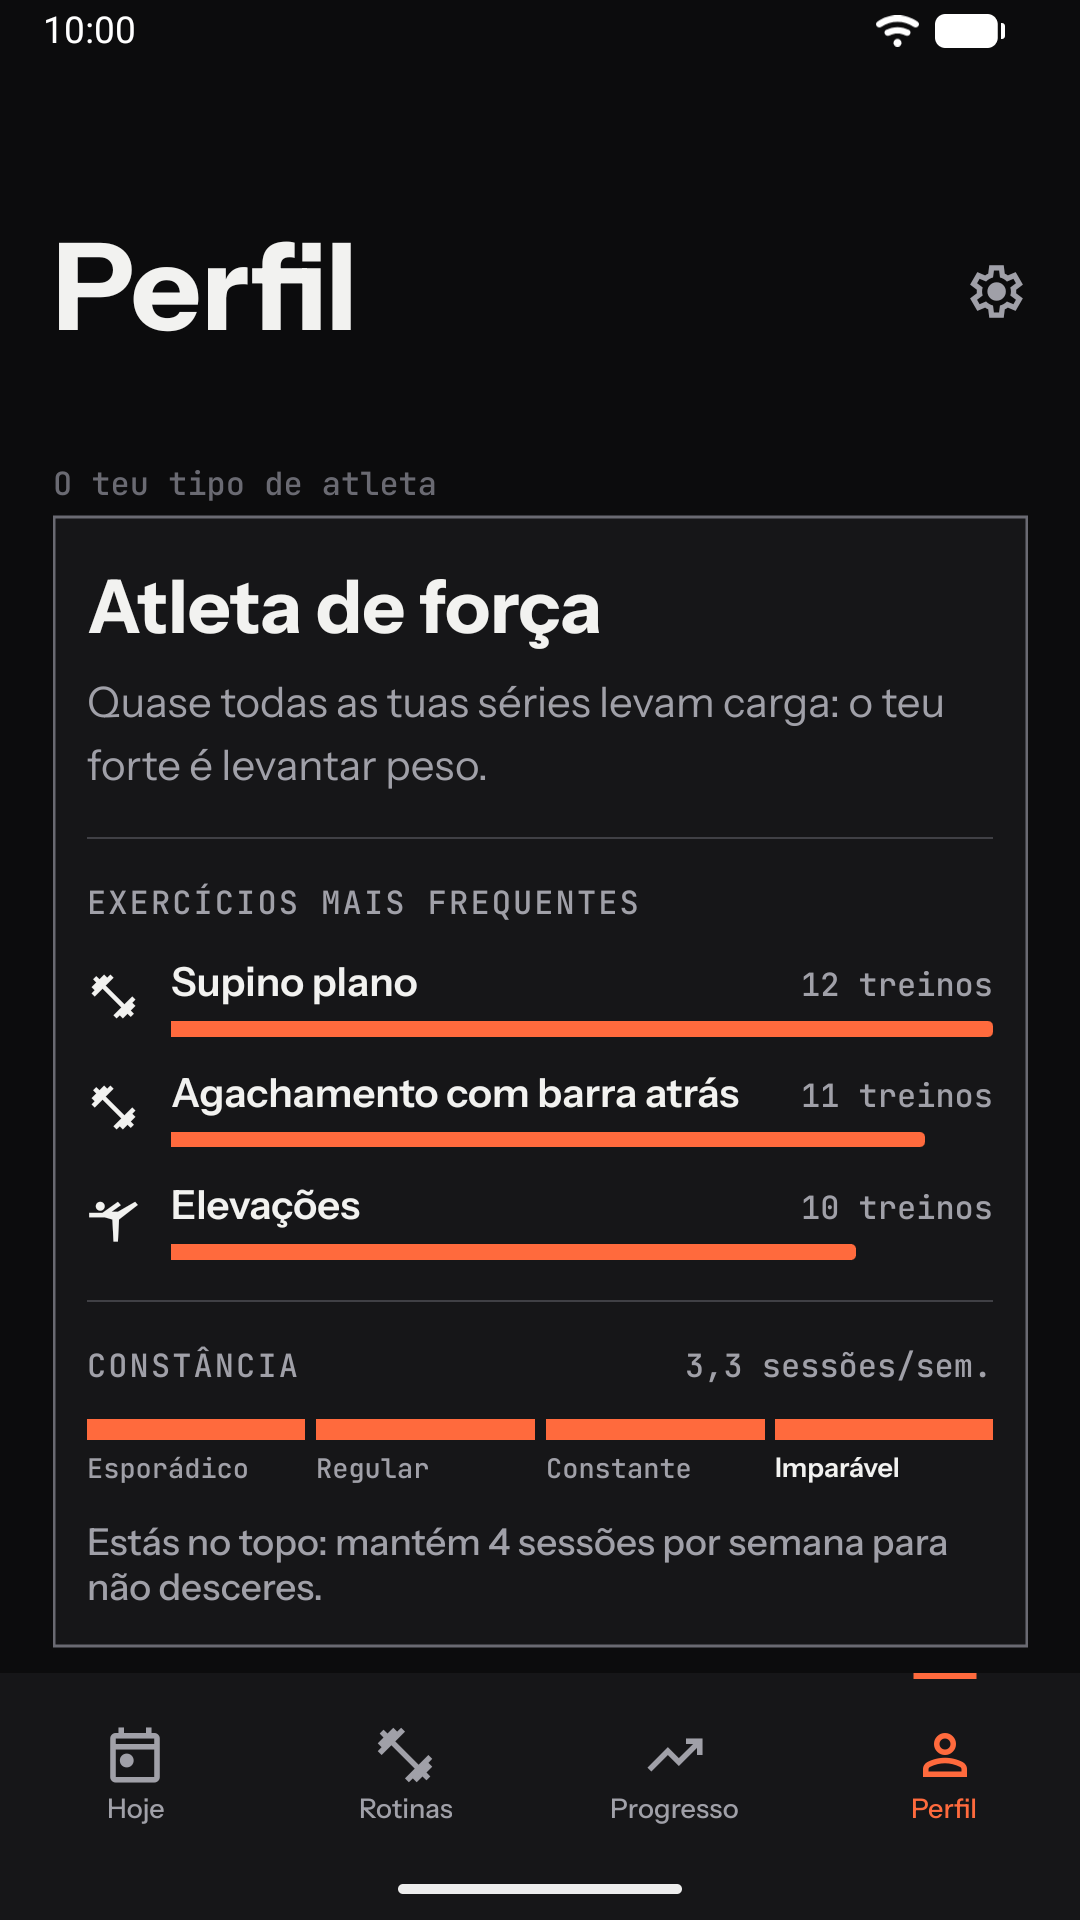 10:00
Perfil
O teu tipo de atleta
Atleta de força
Quase todas as tuas séries levam carga: o teu
forte é levantar peso.
EXERCÍCIOS MAIS FREQUENTES
Supino plano 12 treinos
Agachamento com barra atrás 11 treinos
Elevações 10 treinos
CONSTÂNCIA 3,3 sessões/sem.
Esporádico Regular Constante Imparável
Estás no topo: mantém 4 sessões por semana para
não desceres.
Hoje Rotinas Progresso Perfil